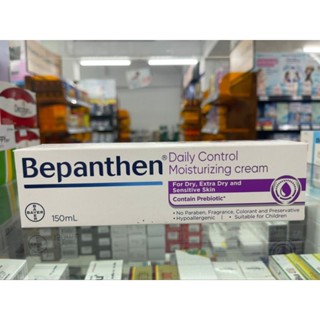 Bepanthen®
Daily Control
Moisturizing cream
For Dry, Extra Dry and
Sensitive Skin
Contain Prebiotic*
• No Paraben, Fragrance, Colorant and Preservative
• Hypoallergenic | • Suitable for Children
BAYER
150mL